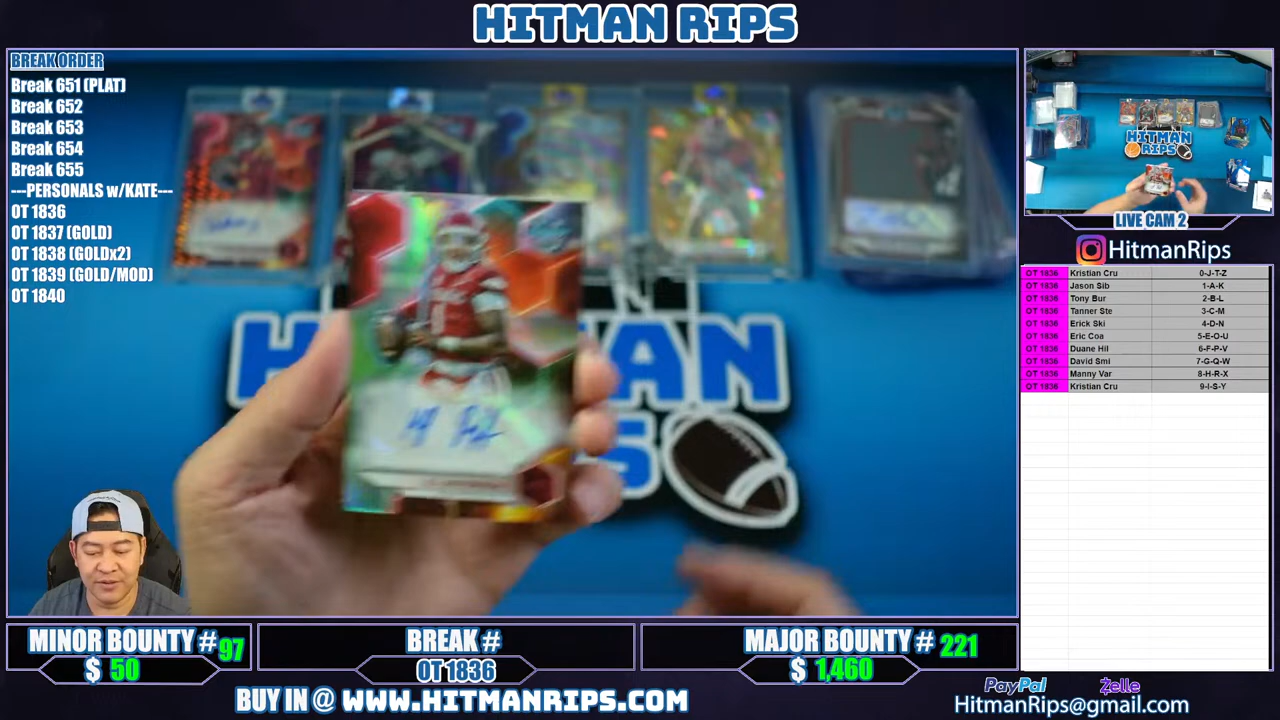 HITMAN RIPS
BREAK ORDER
Break 651 (PLAT)
Break 652
Break 653
Break 654
Break 655
---PERSONALS w/KATE---
OT 1836
OT 1837 (GOLD)
OT 1838 (GOLDx2)
OT 1839 (GOLD/MOD)
OT 1840
HITMAN
RIPS
LIVE CAM 2
HitmanRips
OT 1836 Kristian Cru 0-J-T-Z
OT 1836 Jason Sib 1-A-K
OT 1836 Tony Bur 2-B-L
OT 1836 Tanner Ste 3-C-M
OT 1836 Erick Ski 4-D-N
OT 1836 Eric Coa 5-E-O-U
OT 1836 Duane Hil 6-F-P-V
OT 1836 David Smi 7-G-Q-W
OT 1836 Manny Var 8-H-R-X
OT 1836 Kristian Cru 9-I-S-Y
MINOR BOUNTY # 97
$ 50
BREAK #
OT 1836
MAJOR BOUNTY # 221
$ 1,460
BUY IN @ WWW.HITMANRIPS.COM
PayPal Zelle
HitmanRips@gmail.com